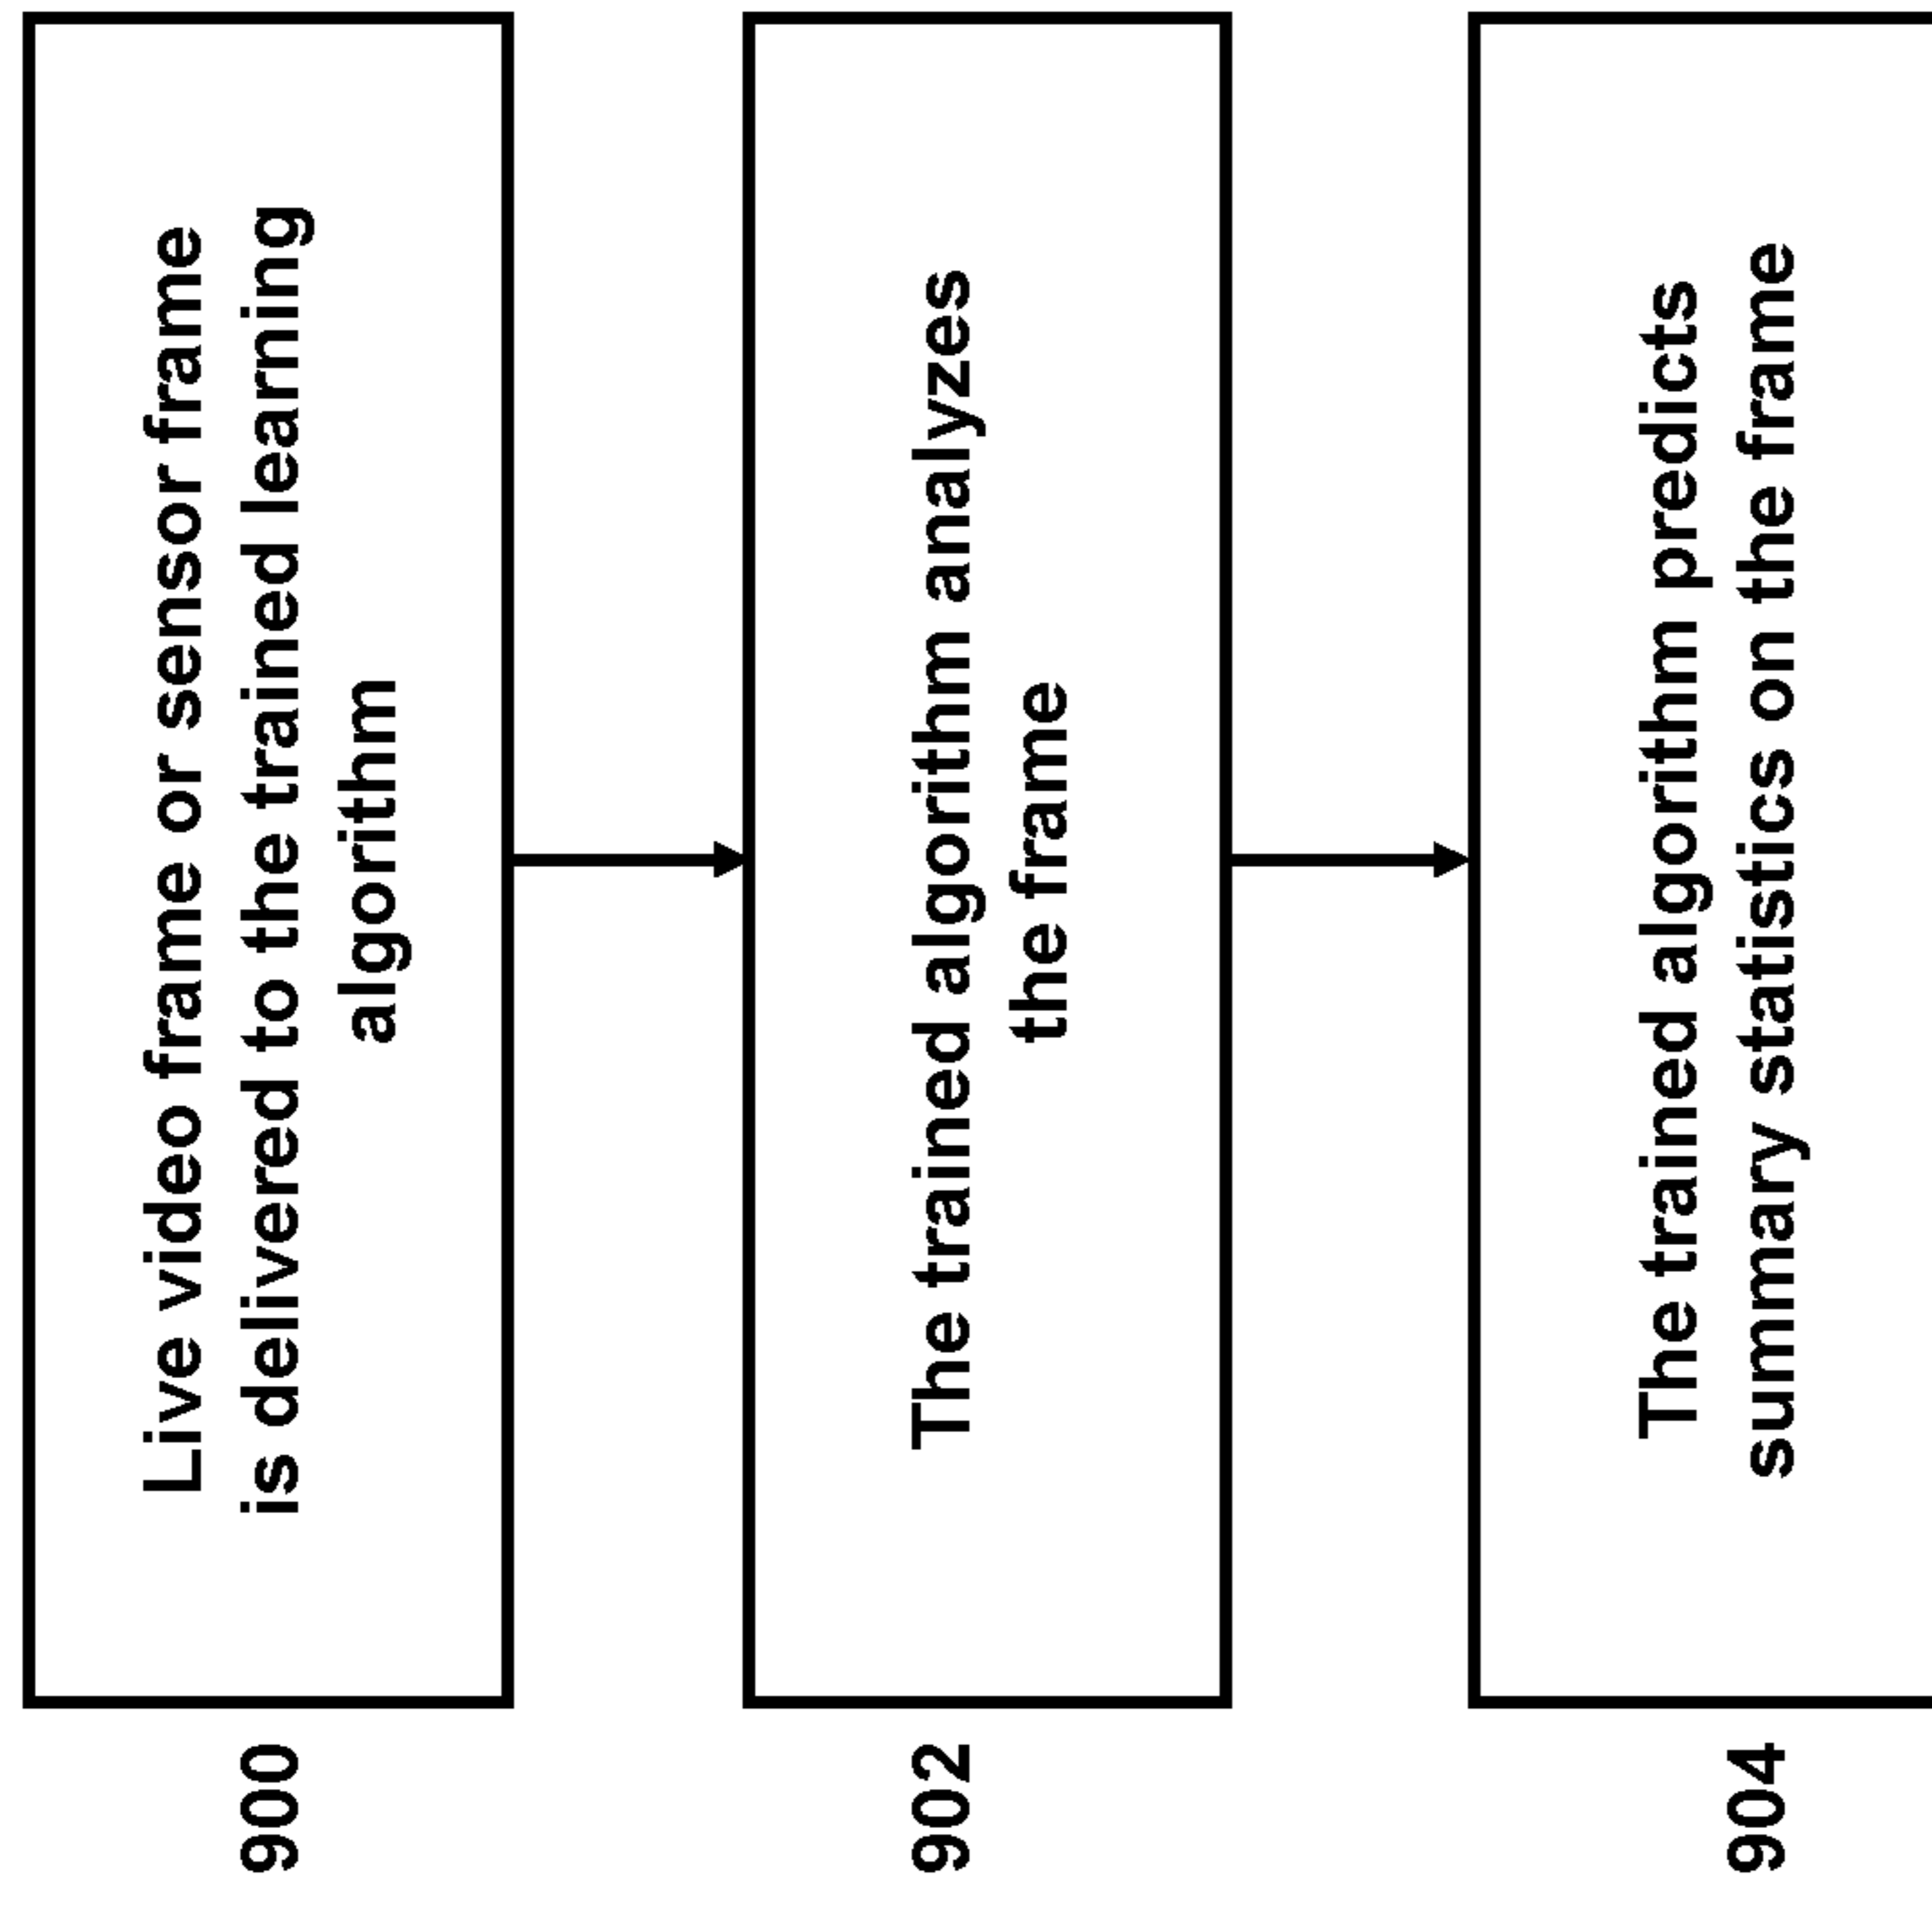 900
Live video frame or sensor frame
is delivered to the trained learning
algorithm
902
The trained algorithm analyzes
the frame
904
The trained algorithm predicts
summary statistics on the frame